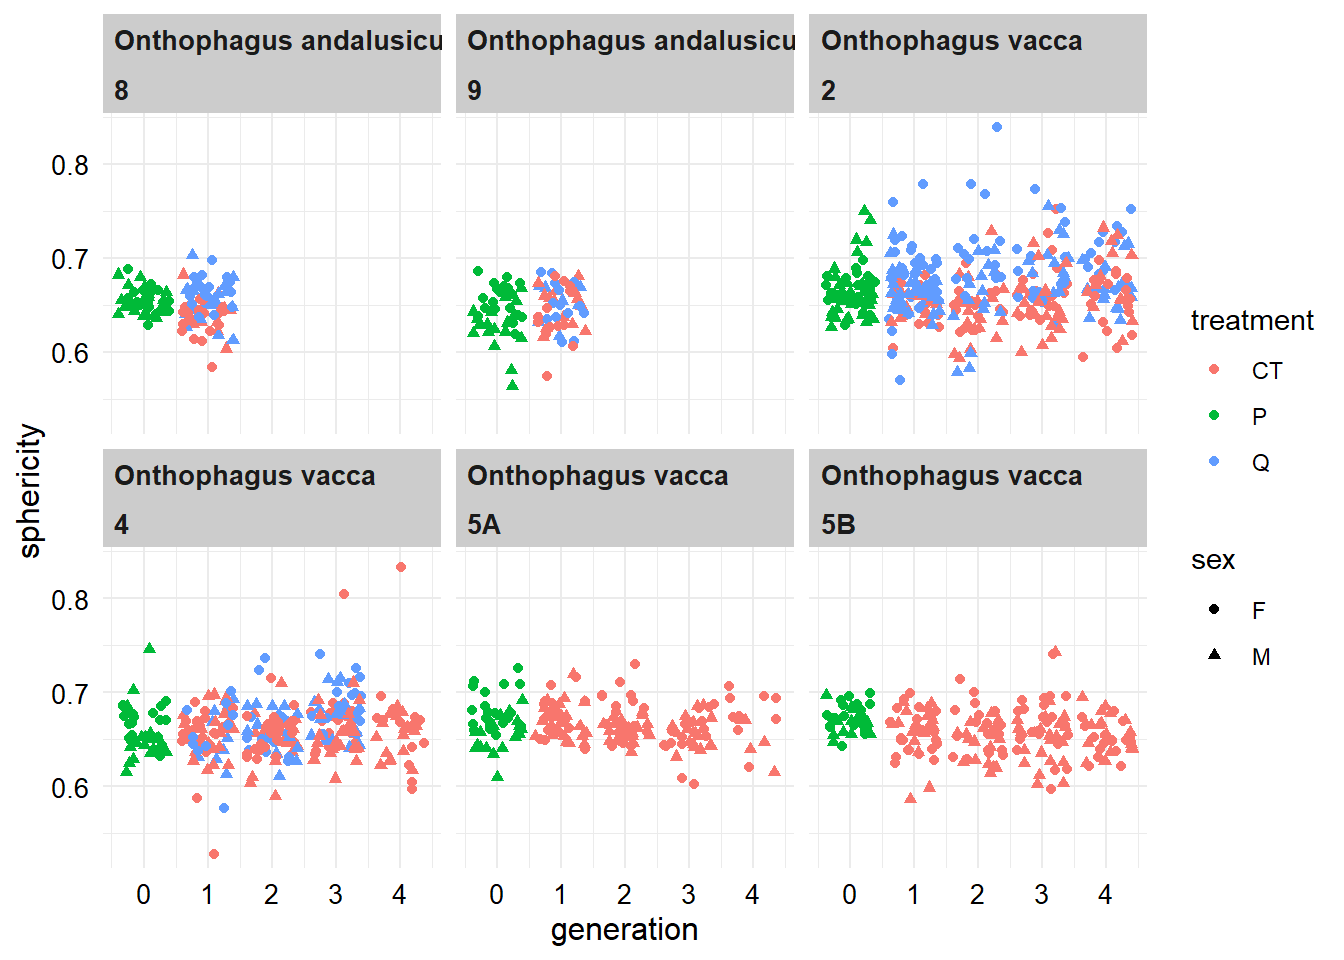 Onthophagus andalusicu
8
Onthophagus andalusicu
9
Onthophagus vacca
2
0.8
0.7
0.6
Onthophagus vacca
4
Onthophagus vacca
5A
Onthophagus vacca
5B
0.8
0.7
0.6
0 1 2 3 4
0 1 2 3 4
0 1 2 3 4
generation
sphericity
treatment
CT
P
Q
sex
F
M